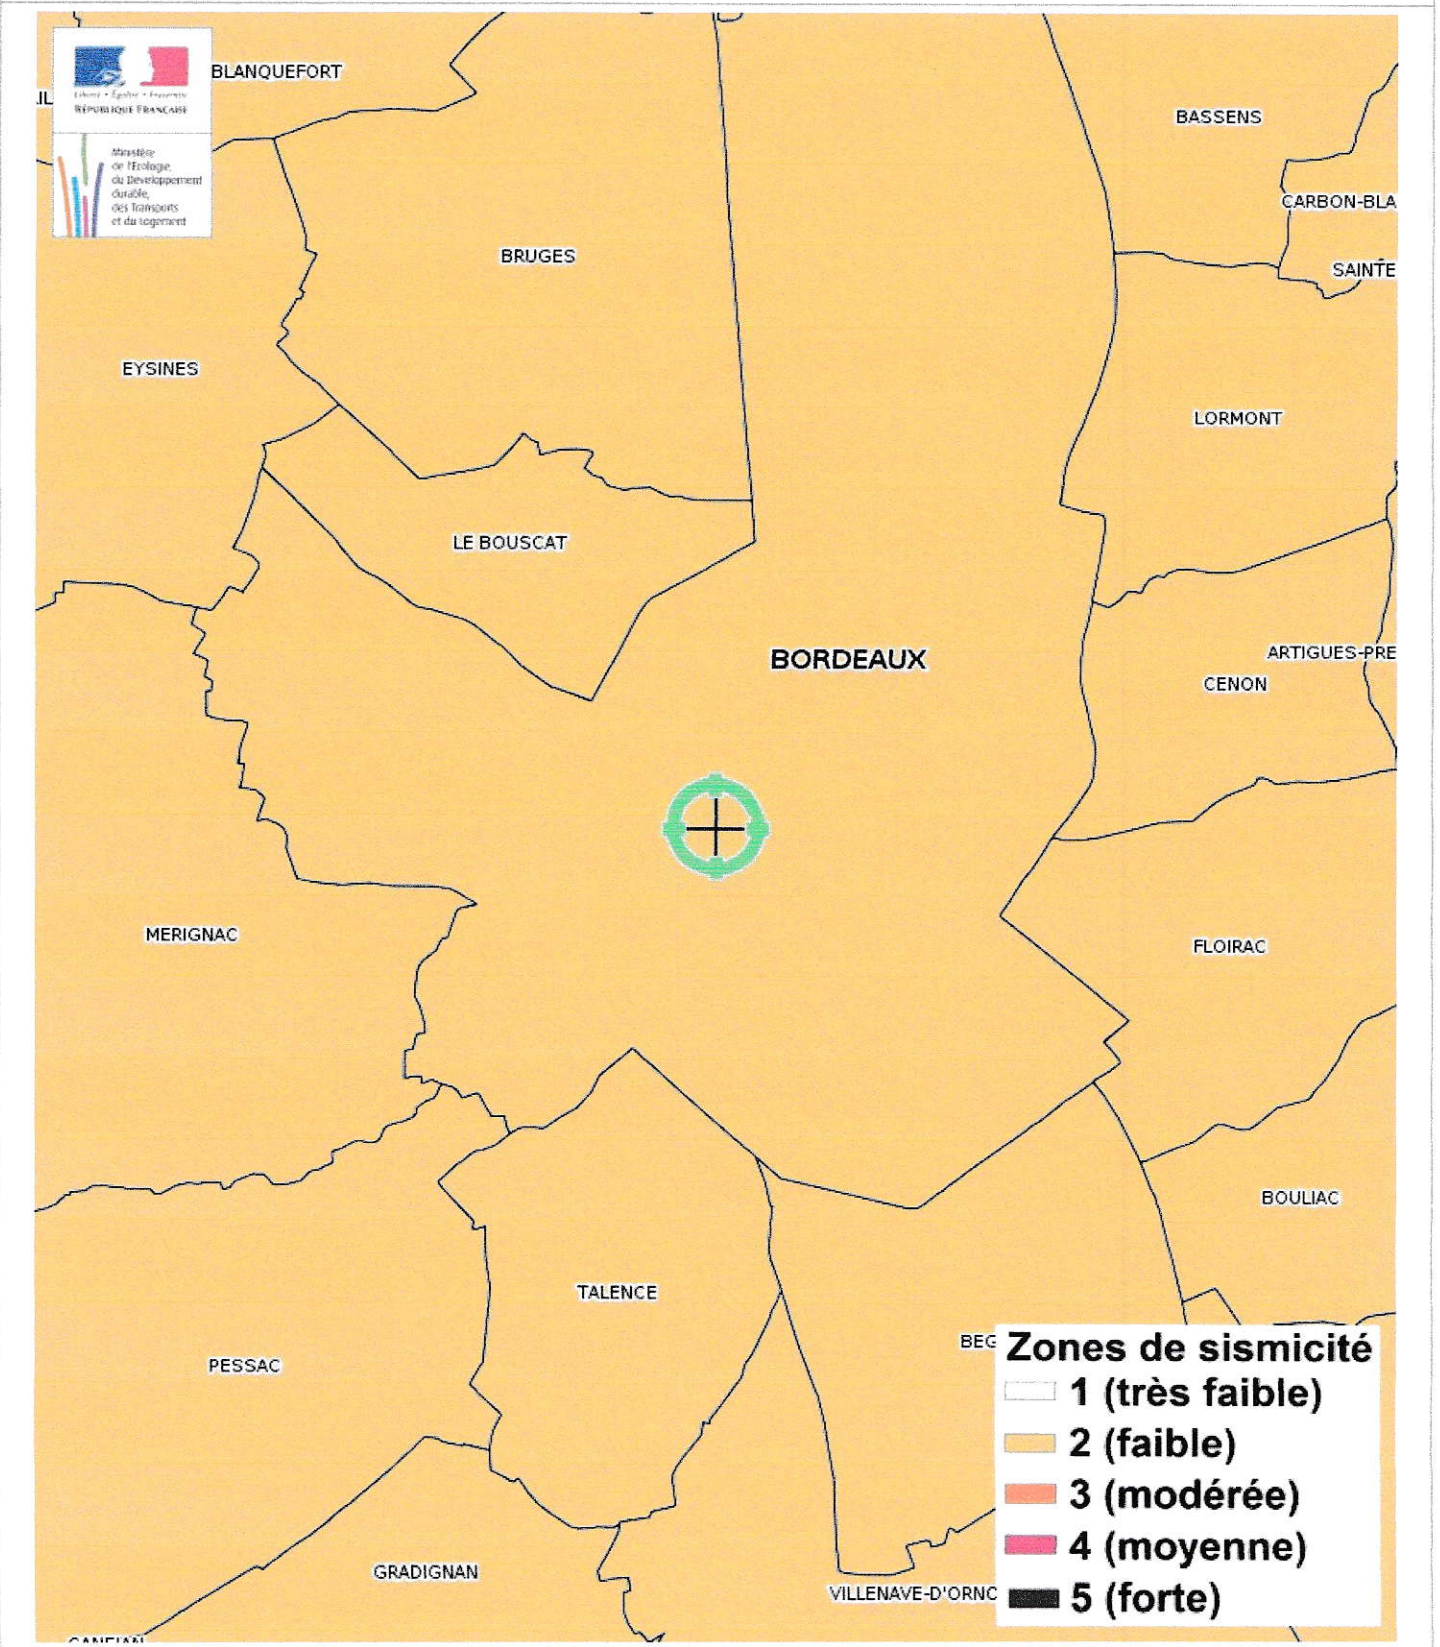 BLANQUEFORT
Liberté • Égalité • Fraternité
RÉPUBLIQUE FRANÇAISE
Ministère
de l'Ecologie,
du Développement
durable,
des Transports
et du Logement
BASSENS
CARBON-BLA
SAINTE
BRUGES
EYSINES
LORMONT
LE BOUSCAT
BORDEAUX
ARTIGUES-PRE
CENON
MERIGNAC
FLOIRAC
BOULIAC
TALENCE
PESSAC
BEG
GRADIGNAN
VILLENAVE-D'ORNO
Zones de sismicité
1 (très faible)
2 (faible)
3 (modérée)
4 (moyenne)
5 (forte)